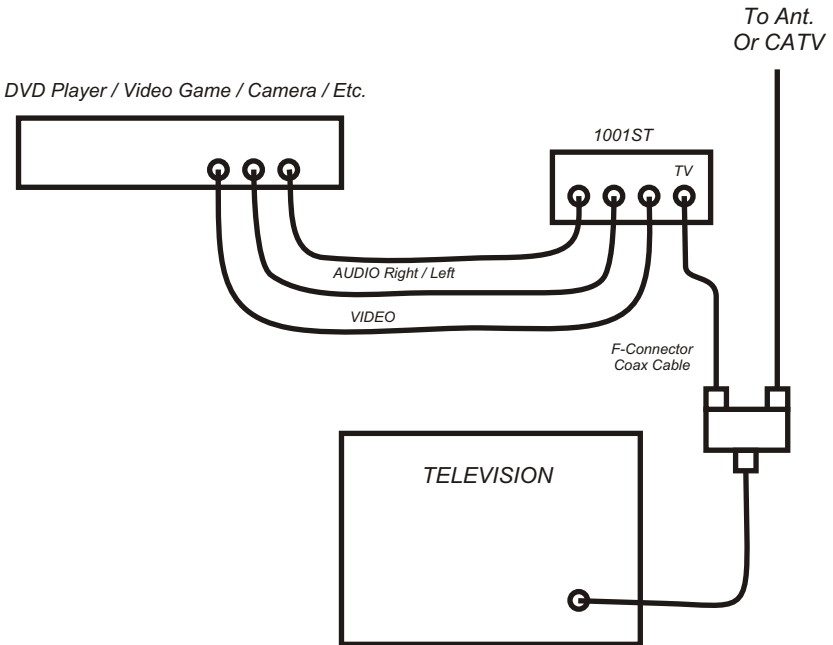 To Ant.
Or CATV
DVD Player / Video Game / Camera / Etc.
1001ST
TV
AUDIO Right / Left
VIDEO
F-Connector
Coax Cable
TELEVISION